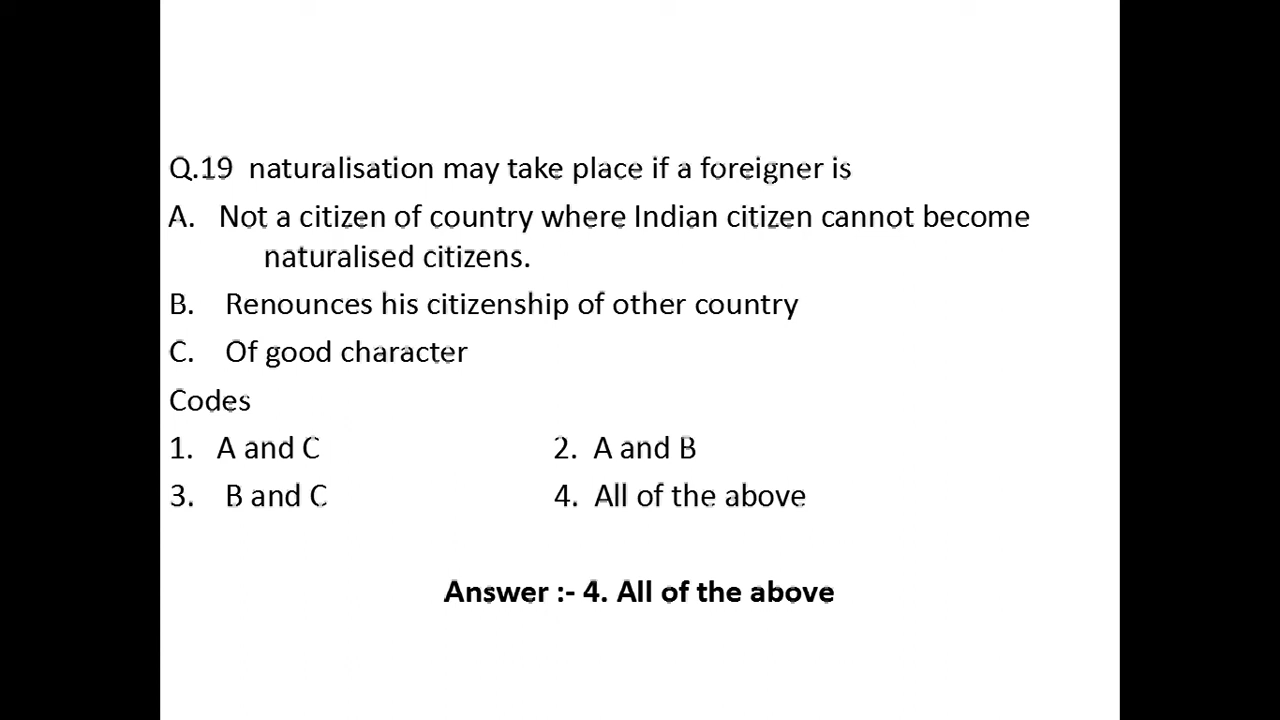 Q.19 naturalisation may take place if a foreigner is
A. Not a citizen of country where Indian citizen cannot become
naturalised citizens.
B. Renounces his citizenship of other country
C. Of good character
Codes
1. A and C 2. A and B
3. B and C 4. All of the above
Answer :- 4. All of the above